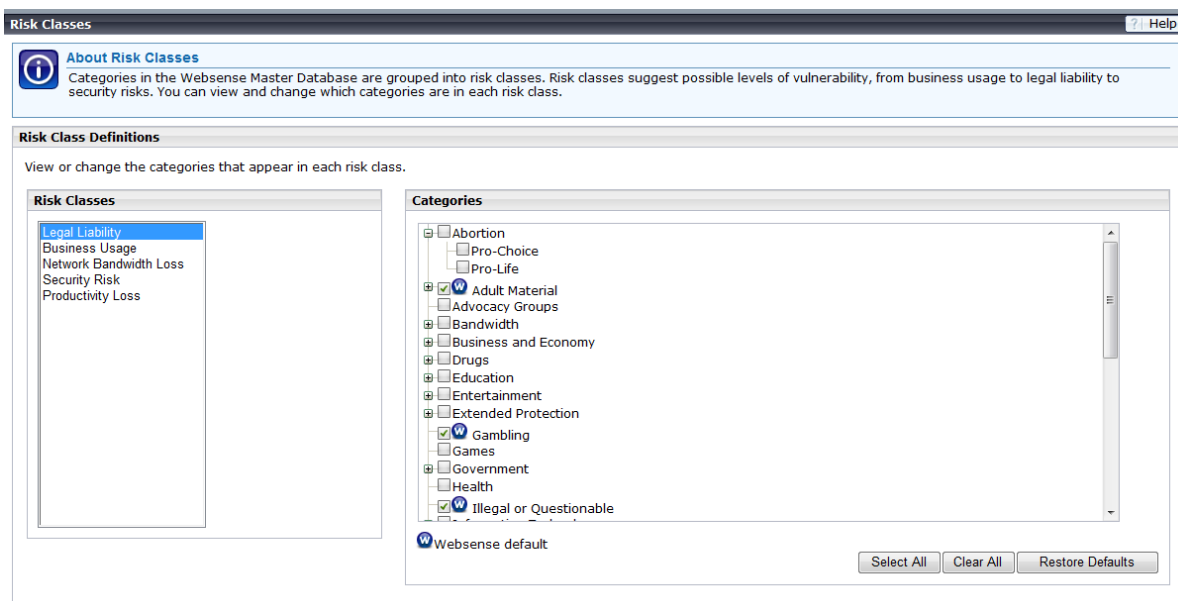 Risk Classes
? Help
About Risk Classes
Categories in the Websense Master Database are grouped into risk classes. Risk classes suggest possible levels of vulnerability, from business usage to legal liability to
security risks. You can view and change which categories are in each risk class.
Risk Class Definitions
View or change the categories that appear in each risk class.
Risk Classes
Legal Liability
Business Usage
Network Bandwidth Loss
Security Risk
Productivity Loss
Categories
Abortion
Pro-Choice
Pro-Life
W Adult Material
Advocacy Groups
Bandwidth
Business and Economy
Drugs
Education
Entertainment
Extended Protection
W Gambling
Games
Government
Health
W Illegal or Questionable
W Websense default
Select All
Clear All
Restore Defaults